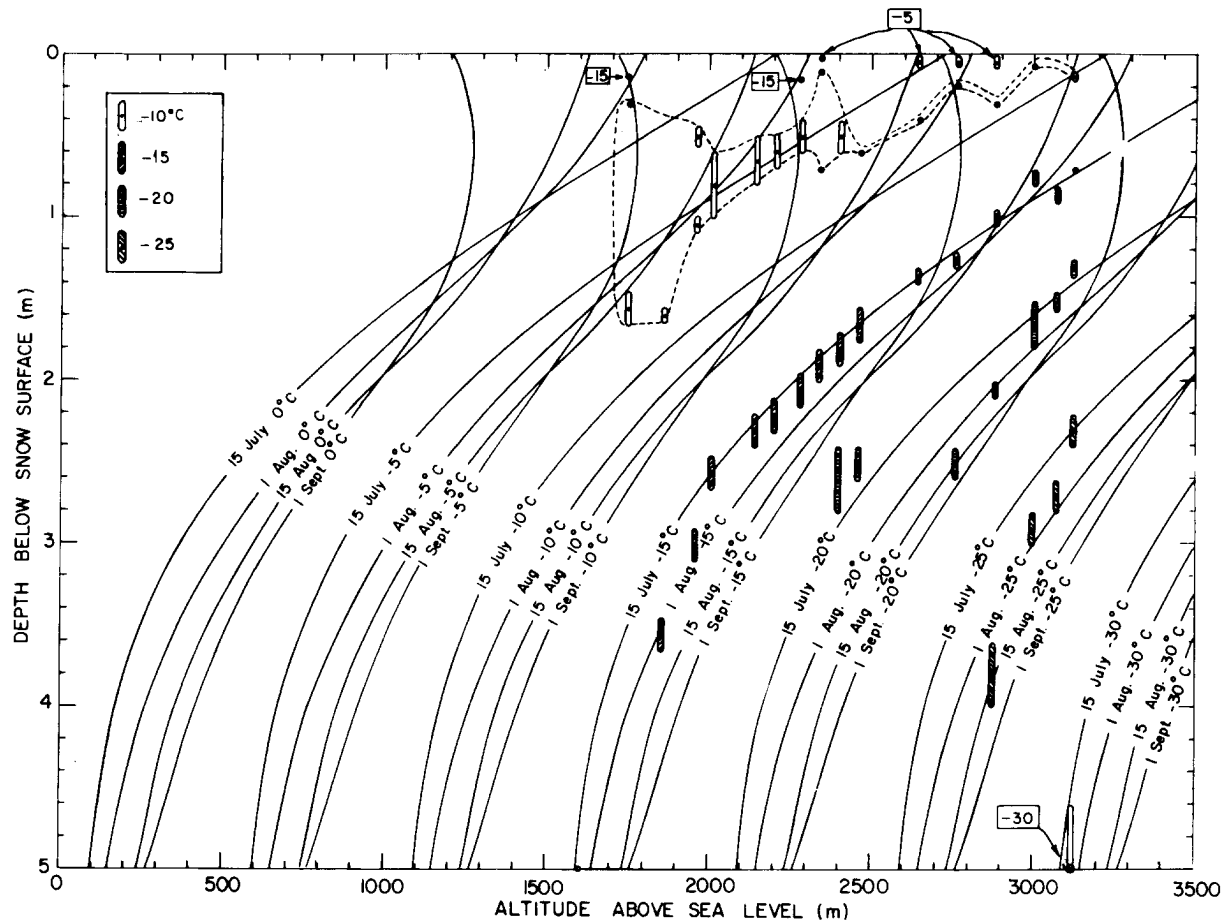 -5
-15
-15
-10°C
-15
-20
-25
0
1
2
3
4
5
DEPTH BELOW SNOW SURFACE (m)
15 July 0°C
1 Aug. 0°C
15 Aug 0°C
1 Sept 0°C
15 July -5°C
1 Aug. -5°C
15 Aug. -5°C
1 Sept. -5°C
15 July -10°C
1 Aug. -10°C
15 Aug -10°C
1 Sept. -10°C
15 July -15°C
1 Aug -15°C
15 Aug. -15°C
1 Sept. -15°C
15 July -20°C
1 Aug. -20°C
15 Aug -20°C
1 Sept. -20°C
15 July -25°C
1 Aug. -25°C
15 Aug. -25°C
1 Sept. -25°C
15 July -30°C
1 Aug. -30°C
15 Aug. -30°C
1 Sept. -30°C
-30
0 500 1000 1500 2000 2500 3000 3500
ALTITUDE ABOVE SEA LEVEL (m)